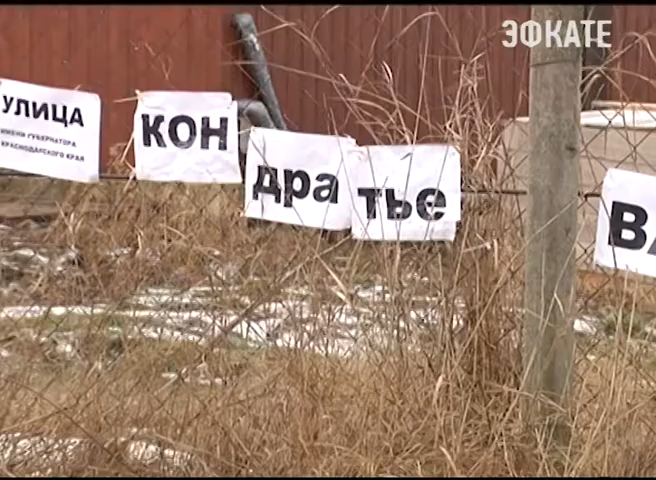 ЭФКАТЕ
УЛИЦА
ИМЕНИ ГУБЕРНАТОРА
КРАСНОДАРСКОГО КРАЯ
КОН
дра
тье
ВА